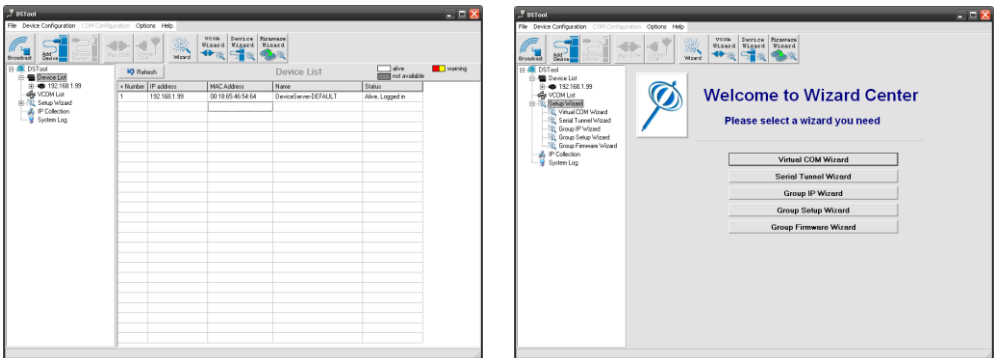 DSTool
File Device Configuration COM Configuration Options Help
Broadcast
Add Device
Wizard
VCOM Wizard
Device Wizard
Firmware Wizard
DSTool
Device List
192.168.1.99
VCOM List
Setup Wizard
IP Collection
System Log
Refresh
Device List
alive
warning
not available
Number IP address MAC Address Name Status
1 192.168.1.99 00:18:65:46:54:64 DeviceServer-DEFAULT Alive, Logged in
DSTool
File Device Configuration COM Configuration Options Help
Broadcast
Add Device
Wizard
VCOM Wizard
Device Wizard
Firmware Wizard
DSTool
Device List
192.168.1.99
VCOM List
Setup Wizard
Virtual COM Wizard
Serial Tunnel Wizard
Group IP Wizard
Group Setup Wizard
Group Firmware Wizard
IP Collection
System Log
Welcome to Wizard Center
Please select a wizard you need
Virtual COM Wizard
Serial Tunnel Wizard
Group IP Wizard
Group Setup Wizard
Group Firmware Wizard